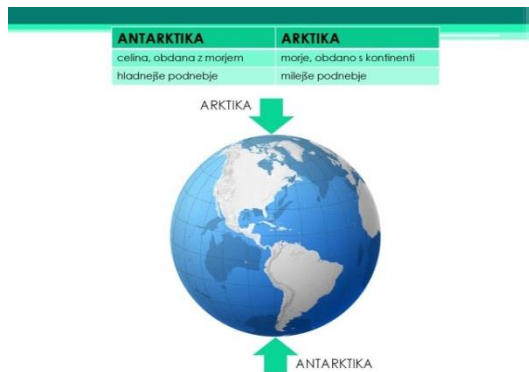 ANTARKTIKA ARKTIKA
celina, obdana z morjem morje, obdano s kontinenti
hladnejše podnebje milejše podnebje
ARKTIKA
ANTARKTIKA